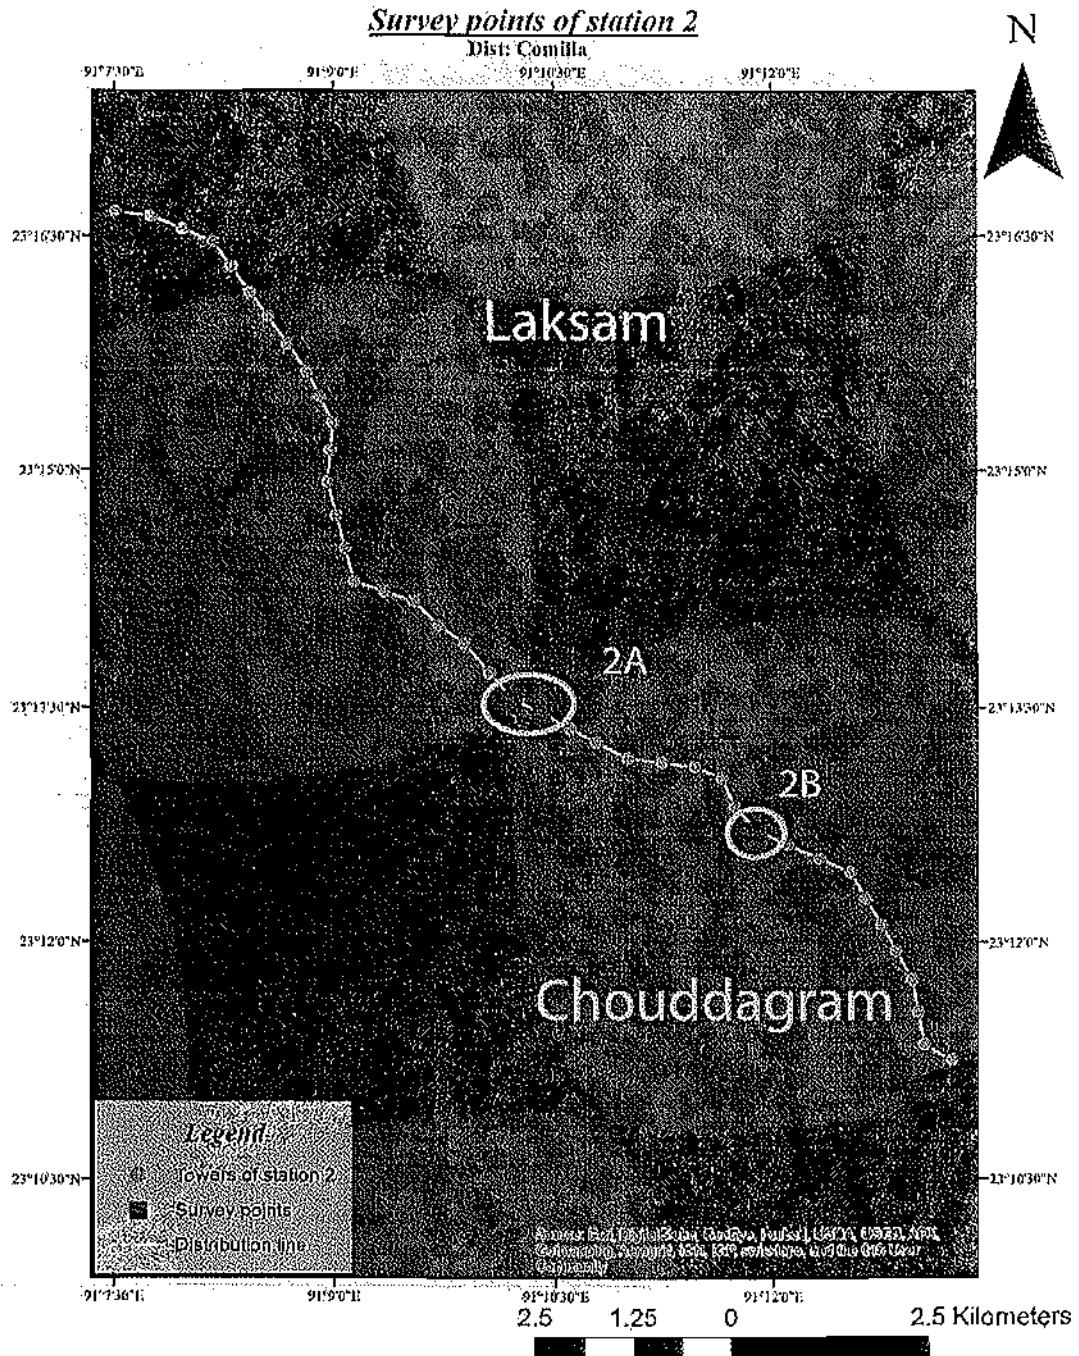 Survey points of station 2
Dist: Comilla
N
91°7'30"E 91°9'0"E 91°10'30"E 91°12'0"E
23°16'30"N 23°16'30"N
Laksam
23°15'0"N 23°15'0"N
2A
23°13'30"N
2B
23°12'0"N 23°12'0"N
Chouddagram
Legend
Towers of station 2
Survey points
Distribution line
23°10'30"N 23°10'30"N
Community
91°7'30"E 91°9'0"E 91°10'30"E 91°12'0"E
2.5 1.25 0 2.5 Kilometers